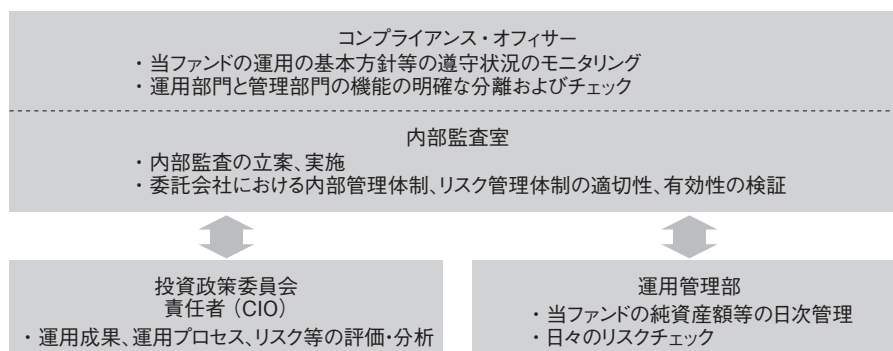 コンプライアンス・オフィサー
・当ファンドの運用の基本方針等の遵守状況のモニタリング
・運用部門と管理部門の機能の明確な分離およびチェック
内部監査室
・内部監査の立案、実施
・委託会社における内部管理体制、リスク管理体制の適切性、有効性の検証
投資政策委員会
責任者（CIO）
・運用成果、運用プロセス、リスク等の評価・分析
運用管理部
・当ファンドの純資産額等の日次管理
・日々のリスクチェック